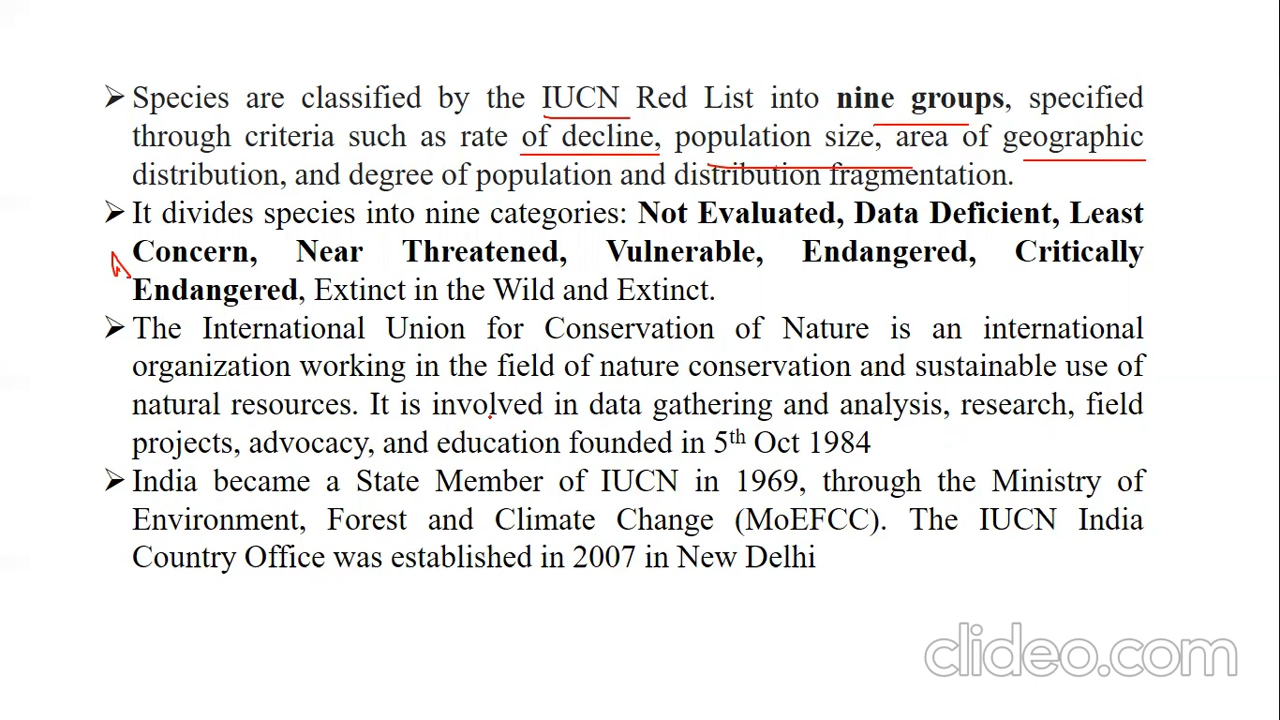 ➤ Species are classified by the IUCN Red List into nine groups, specified
through criteria such as rate of decline, population size, area of geographic
distribution, and degree of population and distribution fragmentation.
➤ It divides species into nine categories: Not Evaluated, Data Deficient, Least
Concern, Near Threatened, Vulnerable, Endangered, Critically
Endangered, Extinct in the Wild and Extinct.
➤ The International Union for Conservation of Nature is an international
organization working in the field of nature conservation and sustainable use of
natural resources. It is involved in data gathering and analysis, research, field
projects, advocacy, and education founded in 5th Oct 1984
➤ India became a State Member of IUCN in 1969, through the Ministry of
Environment, Forest and Climate Change (MoEFCC). The IUCN India
Country Office was established in 2007 in New Delhi
clideo.com